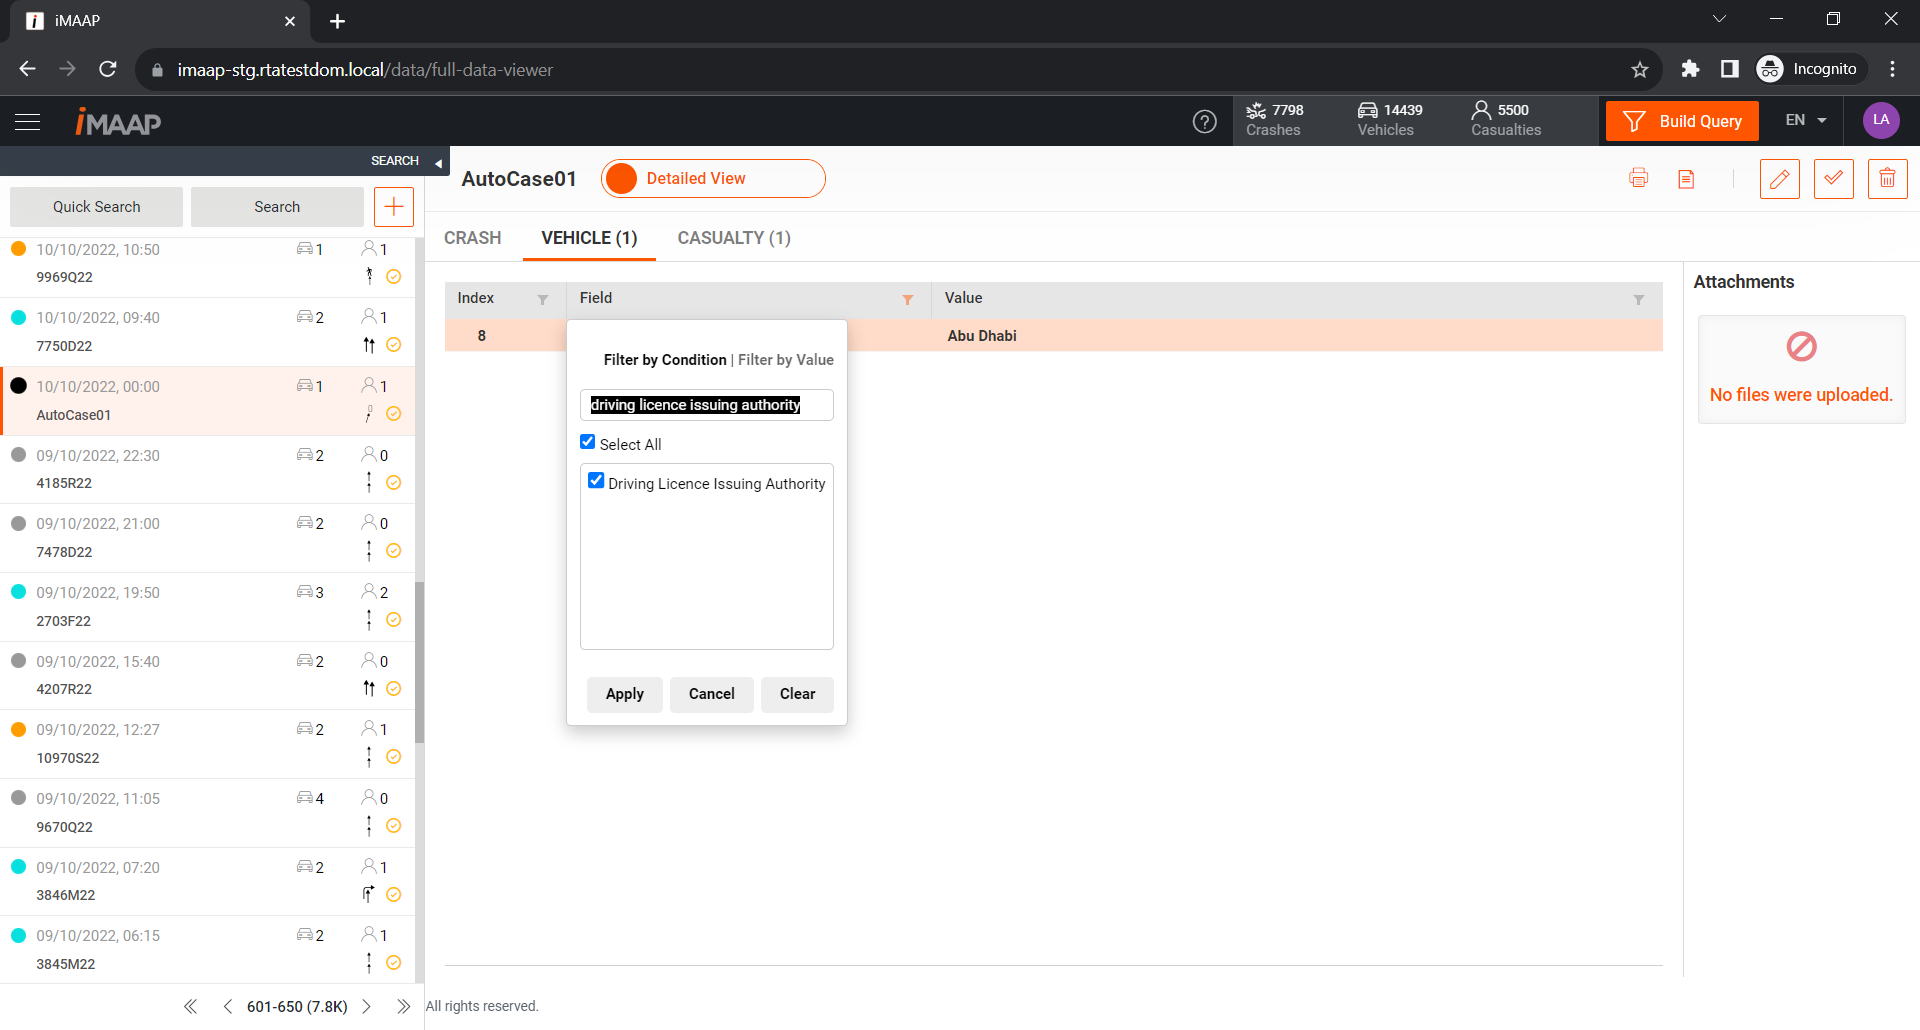 iMAAP
imaap-stg.rtatestdom.local/data/full-data-viewer
Incognito
iMAAP
7798
Crashes
14439
Vehicles
5500
Casualties
Build Query
EN
LA
SEARCH
Quick Search
Search
10/10/2022, 10:50 1 1
9969Q22
10/10/2022, 09:40 2 1
7750D22
10/10/2022, 00:00 1 1
AutoCase01
09/10/2022, 22:30 2 0
4185R22
09/10/2022, 21:00 2 0
7478D22
09/10/2022, 19:50 3 2
2703F22
09/10/2022, 15:40 2 0
4207R22
09/10/2022, 12:27 2 1
10970S22
09/10/2022, 11:05 4 0
9670Q22
09/10/2022, 07:20 2 1
3846M22
09/10/2022, 06:15 2 1
3845M22
601-650 (7.8K)
AutoCase01
Detailed View
CRASH VEHICLE (1) CASUALTY (1)
Index Field Value
8 Abu Dhabi
Filter by Condition | Filter by Value
driving licence issuing authority
Select All
Driving Licence Issuing Authority
Apply Cancel Clear
Attachments
No files were uploaded.
All rights reserved.